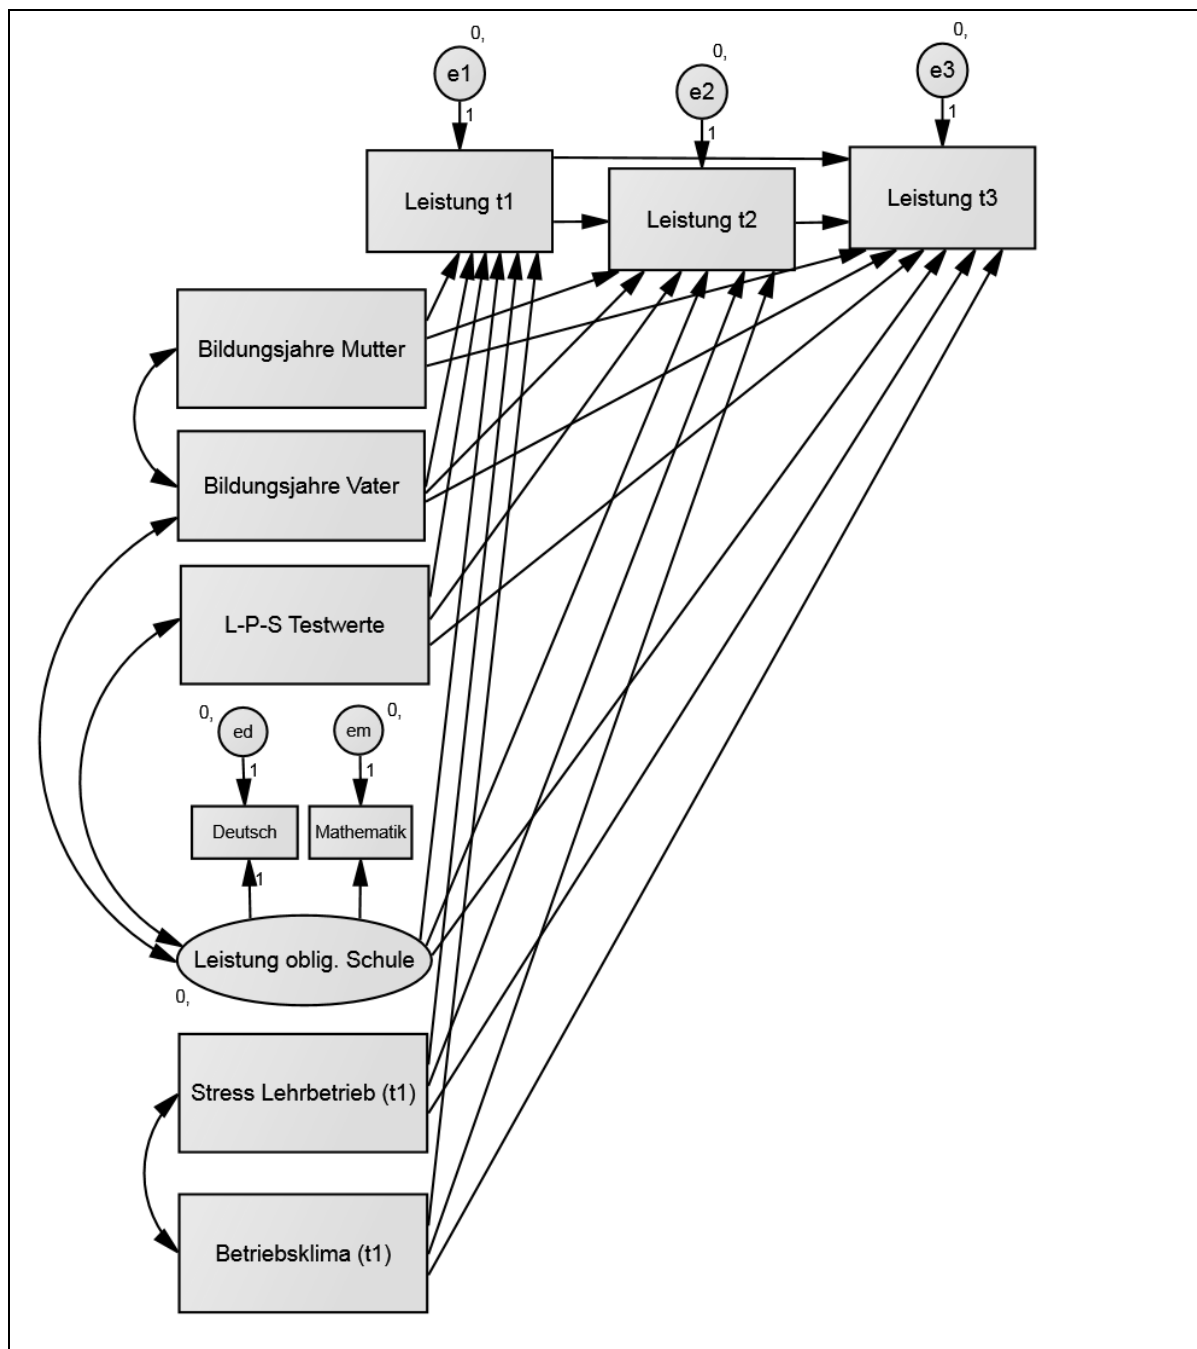 0,
0,
0,
e1
e2
e3
1
1
1
Leistung t1
Leistung t2
Leistung t3
Bildungsjahre Mutter
Bildungsjahre Vater
L-P-S Testwerte
0,
0,
ed
em
1
1
Deutsch
Mathematik
1
Leistung oblig. Schule
0,
Stress Lehrbetrieb (t1)
Betriebsklima (t1)